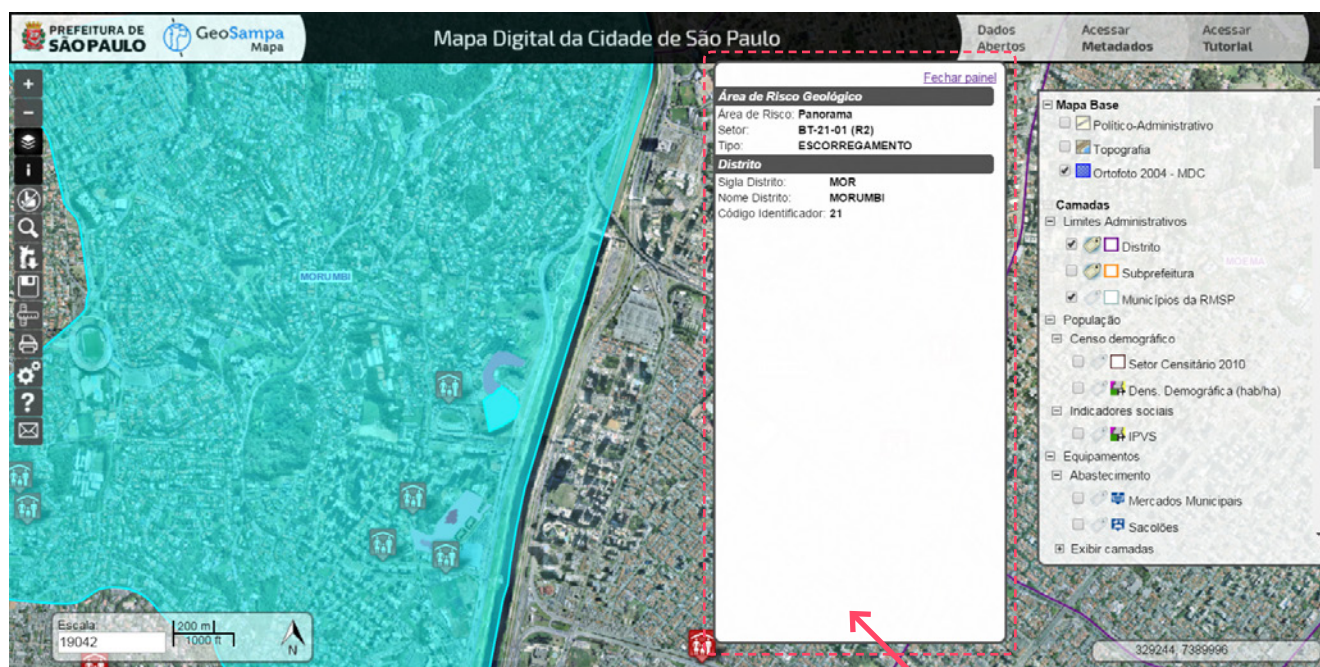 PREFEITURA DE
SÃO PAULO
GeoSampa
Mapa
Mapa Digital da Cidade de São Paulo
Dados
Abertos
Acessar
Metadados
Acessar
Tutorial
Fechar painel
Área de Risco Geológico
Área de Risco: Panorama
Setor: BT-21-01 (R2)
Tipo: ESCORREGAMENTO
Distrito
Sigla Distrito: MOR
Nome Distrito: MORUMBI
Código Identificador: 21
Mapa Base
Político-Administrativo
Topografia
Ortofoto 2004 - MDC
Camadas
Limites Administrativos
Distrito
Subprefeitura
Municípios da RMSP
População
Censo demográfico
Setor Censitário 2010
Dens. Demográfica (hab/ha)
Indicadores sociais
IPVS
Equipamentos
Abastecimento
Mercados Municipais
Sacolões
Exibir camadas
MORUMBI
MOEMA
Escala:
19042
200 m
1000 ft
N
329244, 7389996